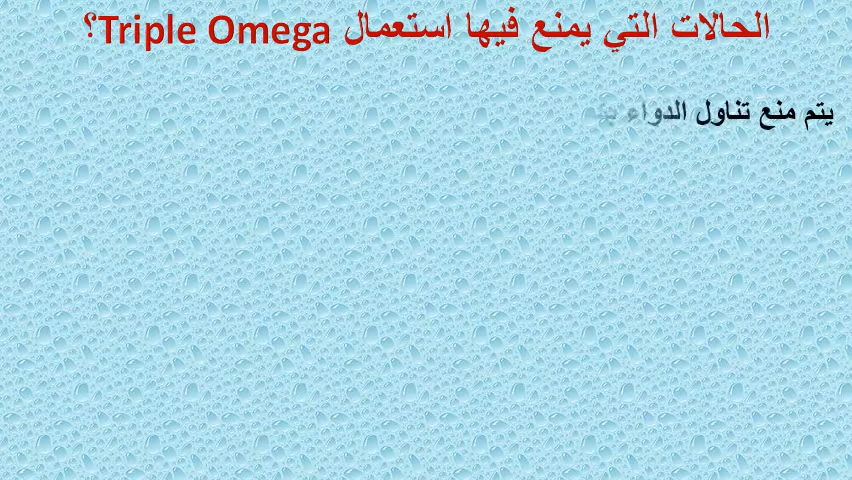 الحالات التي يمنع فيها استعمال Triple Omega؟
يتم منع تناول الدواء